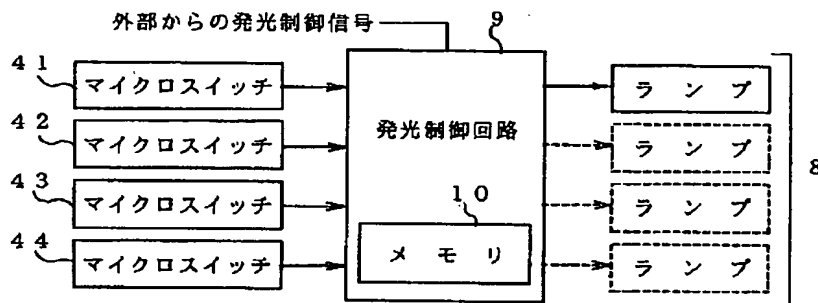 外部からの発光制御信号
９
４１
マイクロスイッチ
ランプ
４２
マイクロスイッチ
発光制御回路
ランプ
８
４３
マイクロスイッチ
１０
ランプ
４４
マイクロスイッチ
メモリ
ランプ